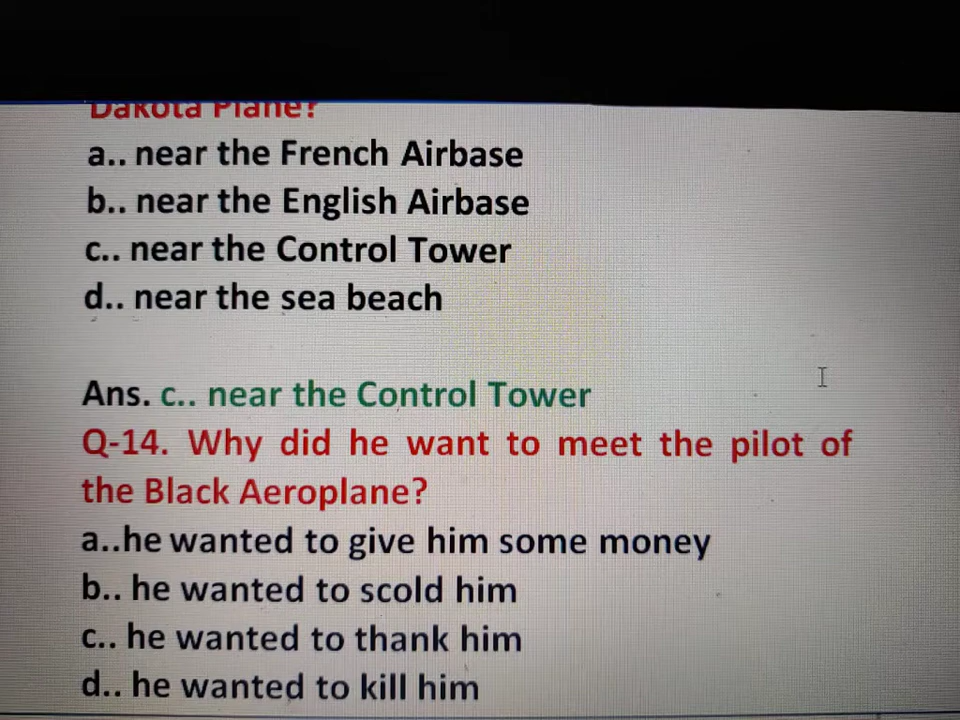 Dakota Plane?
a.. near the French Airbase
b.. near the English Airbase
c.. near the Control Tower
d.. near the sea beach
Ans. c.. near the Control Tower
Q-14. Why did he want to meet the pilot of
the Black Aeroplane?
a..he wanted to give him some money
b.. he wanted to scold him
c.. he wanted to thank him
d.. he wanted to kill him